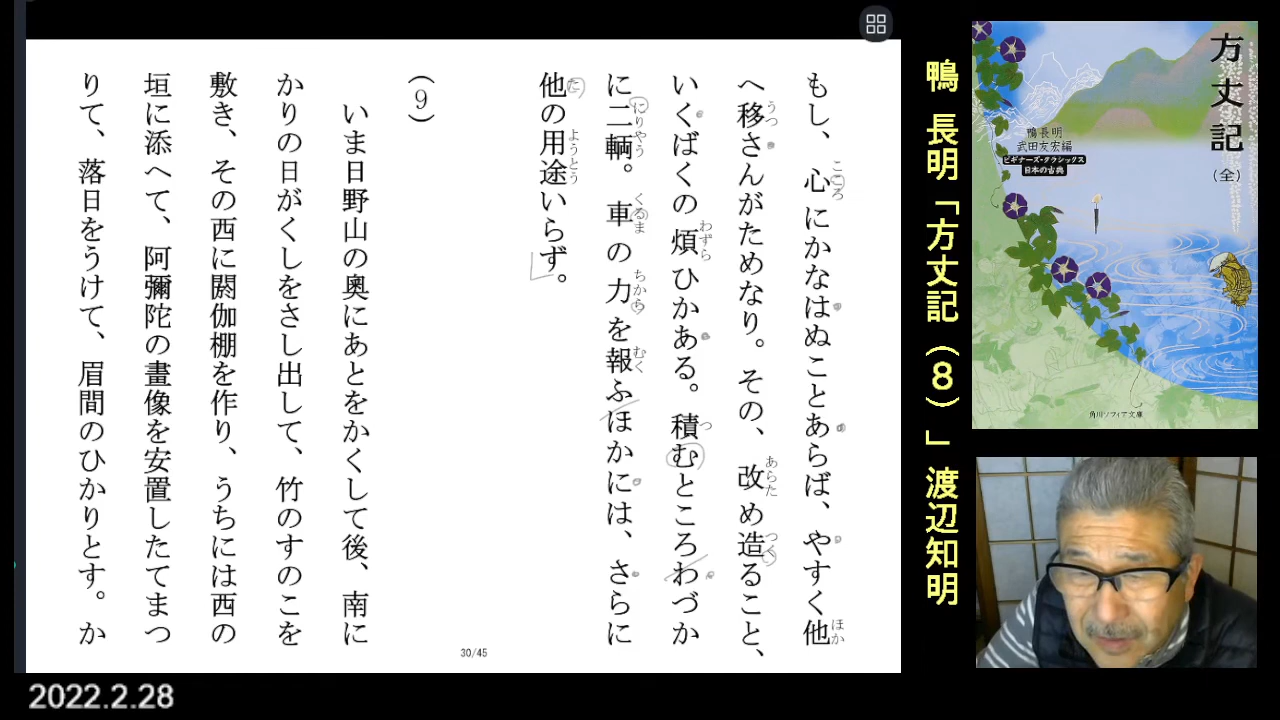 もし、心にかなはぬことあらば、やすく他
へ移さんがためなり。その、改め造ること、
いくばくの煩ひかある。積むところわづか
に二輌。車の力を報ふほかには、さらに
他の用途いらず。
(9)
いま日野山の奧にあとをかくして後、南に
かりの日がくしをさし出して、竹のすのこを
敷き、その西に閼伽棚を作り、うちには西の
垣に添へて、阿彌陀の畫像を安置したてまつ
りて、落日をうけて、眉間のひかりとす。か
30/45
鴨 長明「方丈記(8)」渡辺知明
方丈記
(全)
鴨長明
武田友宏編
ビギナーズ・クラシックス
日本の古典
角川ソフィア文庫
2022.2.28